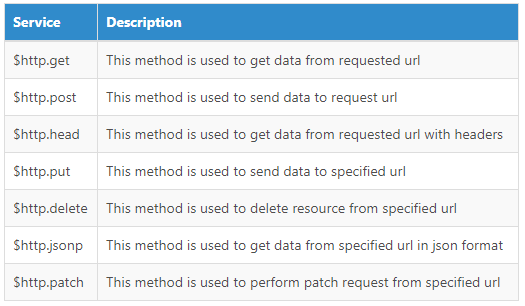 Service Description
$http.get This method is used to get data from requested url
$http.post This method is used to send data to request url
$http.head This method is used to get data from requested url with headers
$http.put This method is used to send data to specified url
$http.delete This method is used to delete resource from specified url
$http.jsonp This method is used to get data from specified url in json format
$http.patch This method is used to perform patch request from specified url